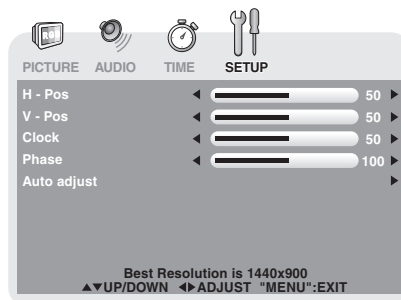 RGB
PICTURE AUDIO TIME SETUP
H - Pos 50
V - Pos 50
Clock 50
Phase 100
Auto adjust
Best Resolution is 1440x900
▲▼UP/DOWN ◀▶ADJUST "MENU":EXIT